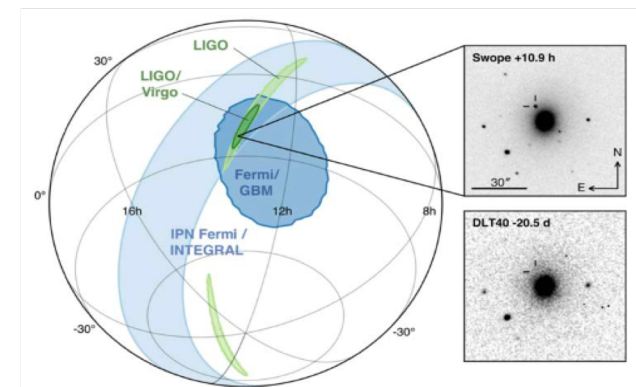 LIGO
30°
LIGO/
Virgo
Fermi/
GBM
0°
16h
12h
8h
IPN Fermi /
INTEGRAL
-30°
-30°
Swope +10.9 h
N
30"
E
DLT40 -20.5 d